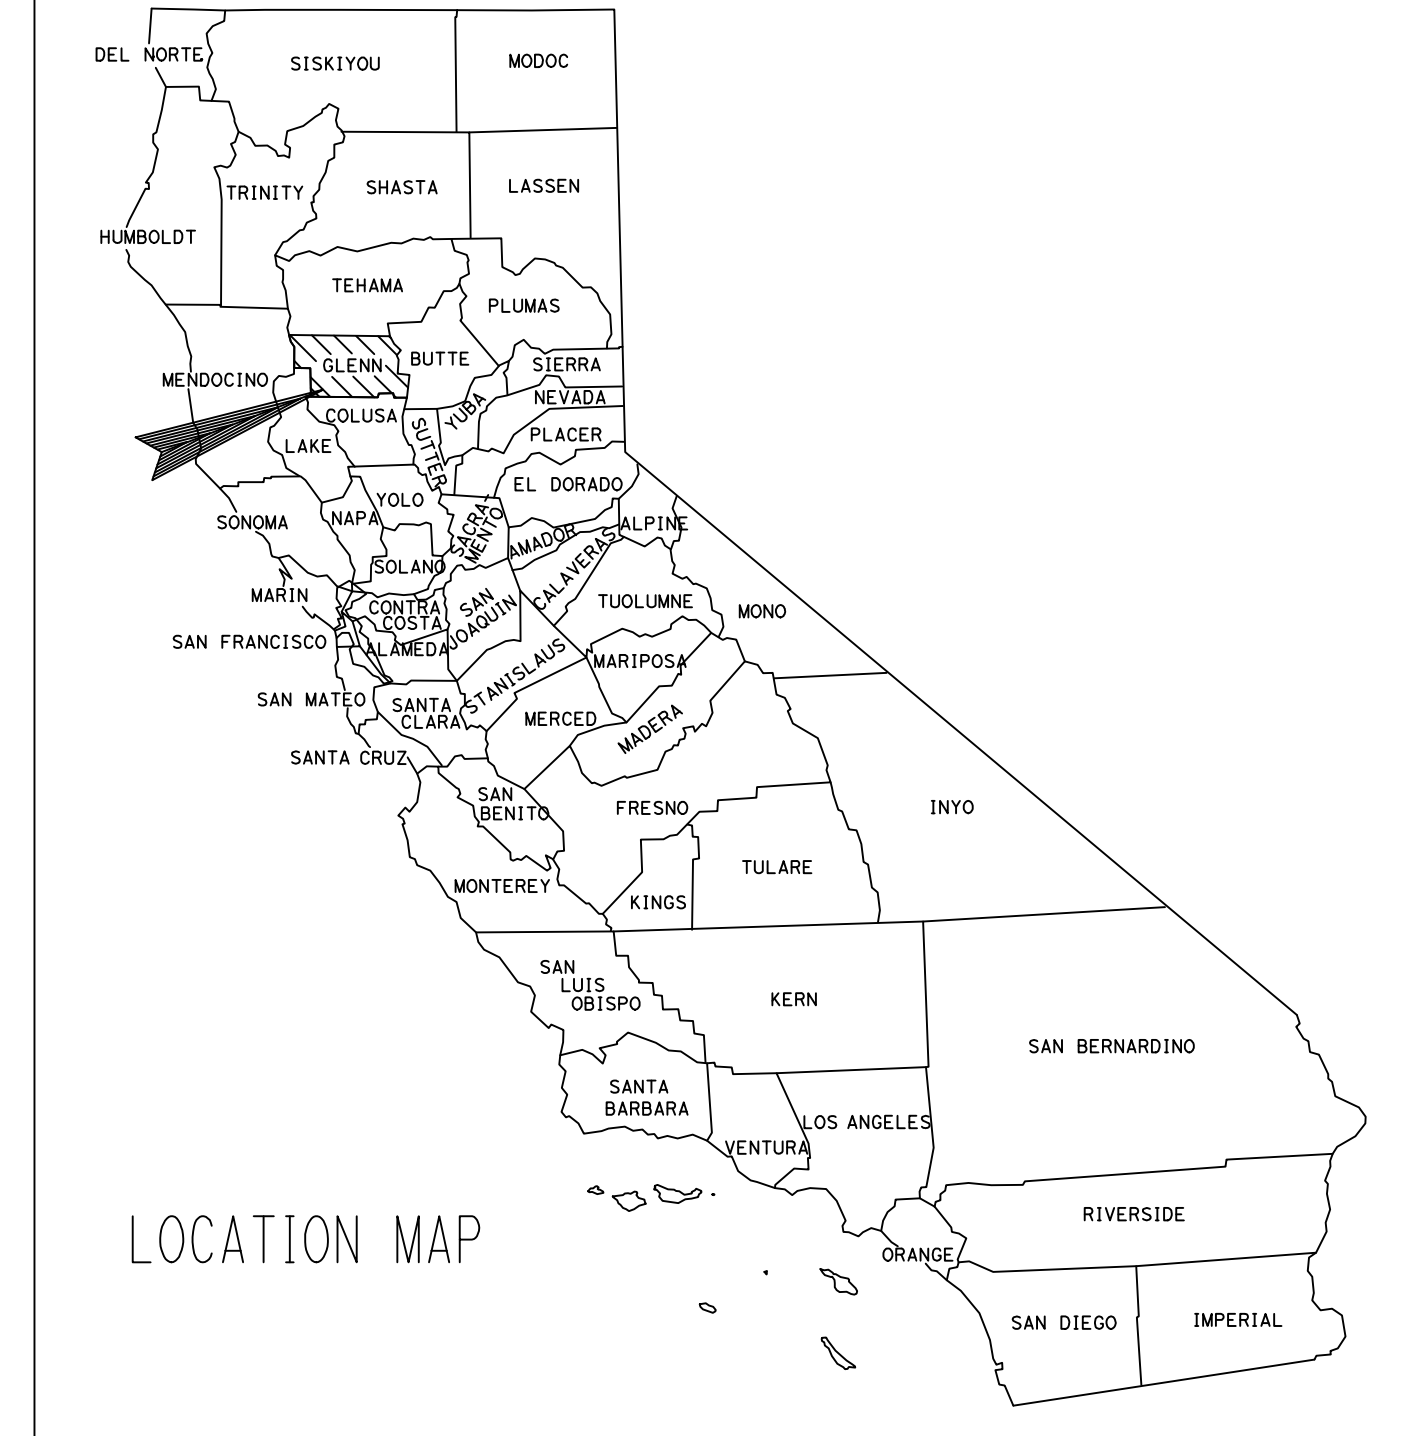 DEL NORTE
SISKIYOU
MODOC
TRINITY
SHASTA
LASSEN
HUMBOLDT
TEHAMA
PLUMAS
GLENN
BUTTE
SIERRA
MENDOCINO
NEVADA
YUBA
COLUSA
SUTTER
PLACER
LAKE
EL DORADO
YOLO
SONOMA
NAPA
SACRA-
MENTO
ALPINE
AMADOR
SOLANO
CALAVERAS
MARIN
CONTRA
COSTA
SAN
JOAQUIN
TUOLUMNE
MONO
SAN FRANCISCO
ALAMEDA
STANISLAUS
MARIPOSA
SAN MATEO
SANTA
CLARA
MERCED
MADERA
SANTA CRUZ
SAN
BENITO
FRESNO
INYO
TULARE
MONTEREY
KINGS
SAN
LUIS
OBISPO
KERN
SAN BERNARDINO
SANTA
BARBARA
LOS ANGELES
VENTURA
RIVERSIDE
ORANGE
SAN DIEGO
IMPERIAL
LOCATION MAP